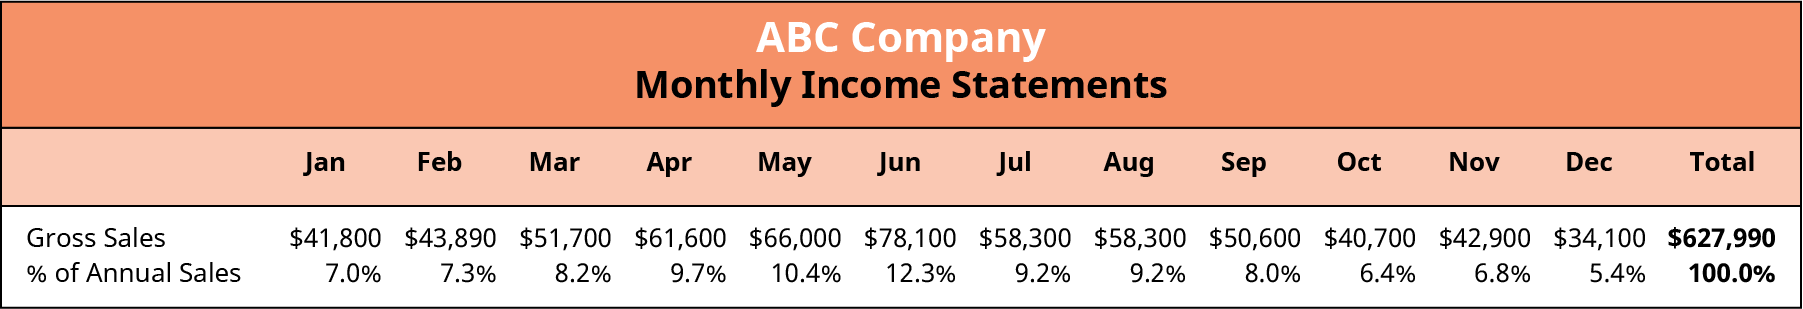 ABC Company
Monthly Income Statements
Jan Feb Mar Apr May Jun Jul Aug Sep Oct Nov Dec Total
Gross Sales $41,800 $43,890 $51,700 $61,600 $66,000 $78,100 $58,300 $58,300 $50,600 $40,700 $42,900 $34,100 $627,990
% of Annual Sales 7.0% 7.3% 8.2% 9.7% 10.4% 12.3% 9.2% 9.2% 8.0% 6.4% 6.8% 5.4% 100.0%